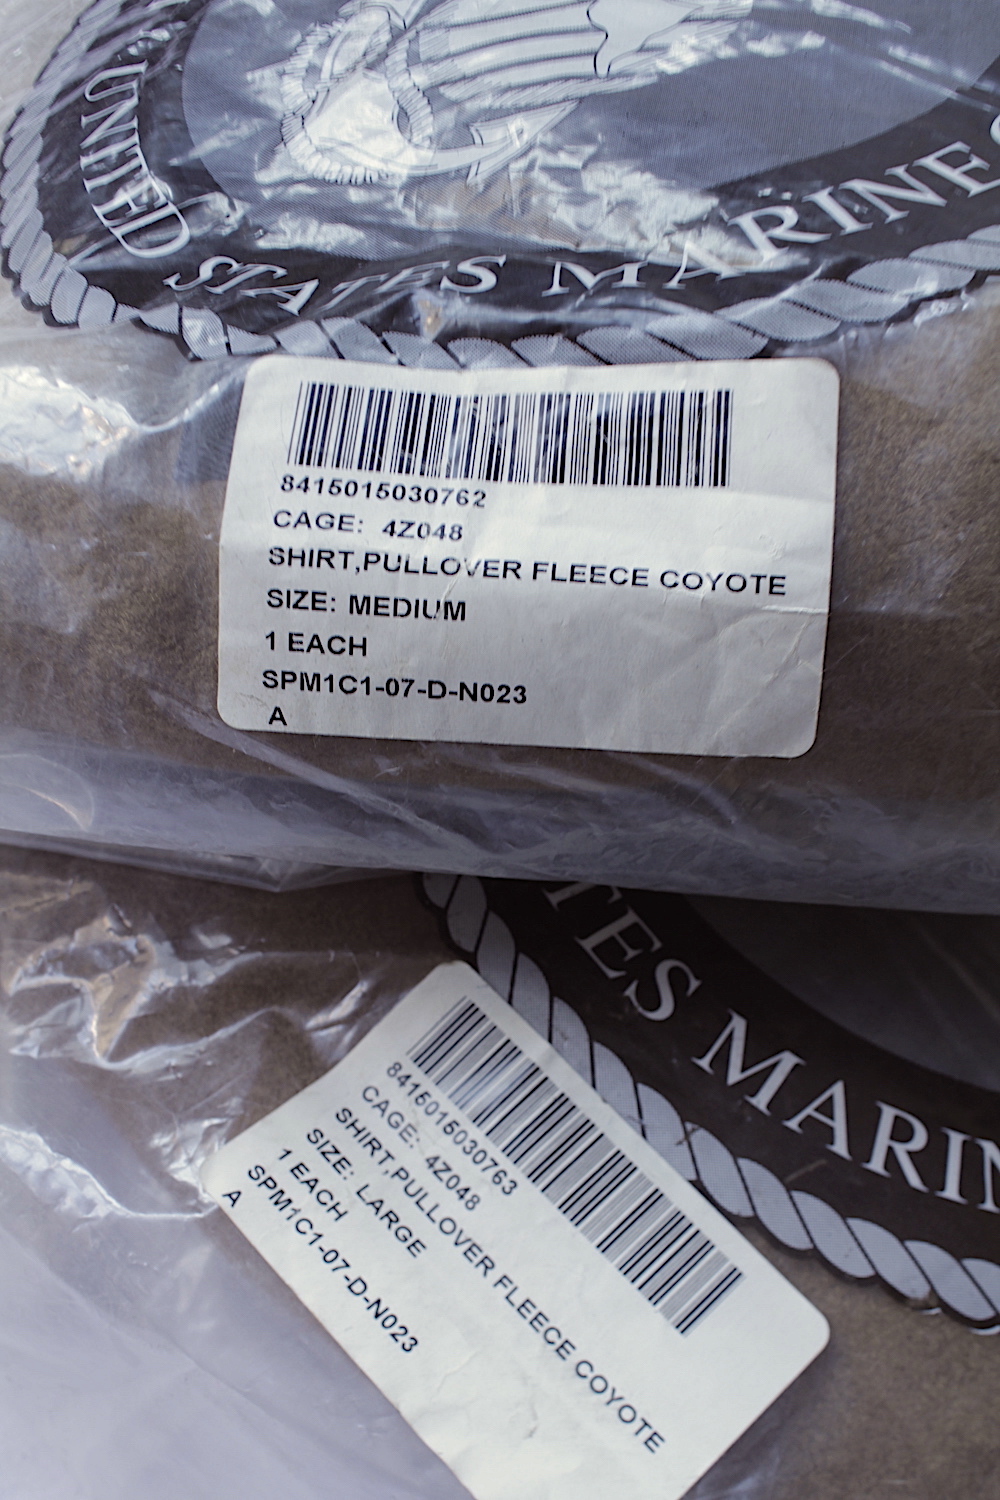 UNITED STATES MARINE
8415015030762
CAGE: 4Z048
SHIRT,PULLOVER FLEECE COYOTE
SIZE: MEDIUM
1 EACH
SPM1C1-07-D-N023
A
TES MARIN
8415015030763
CAGE: 4Z048
SHIRT,PULLOVER FLEECE COYOTE
SIZE: LARGE
1 EACH
SPM1C1-07-D-N023
A